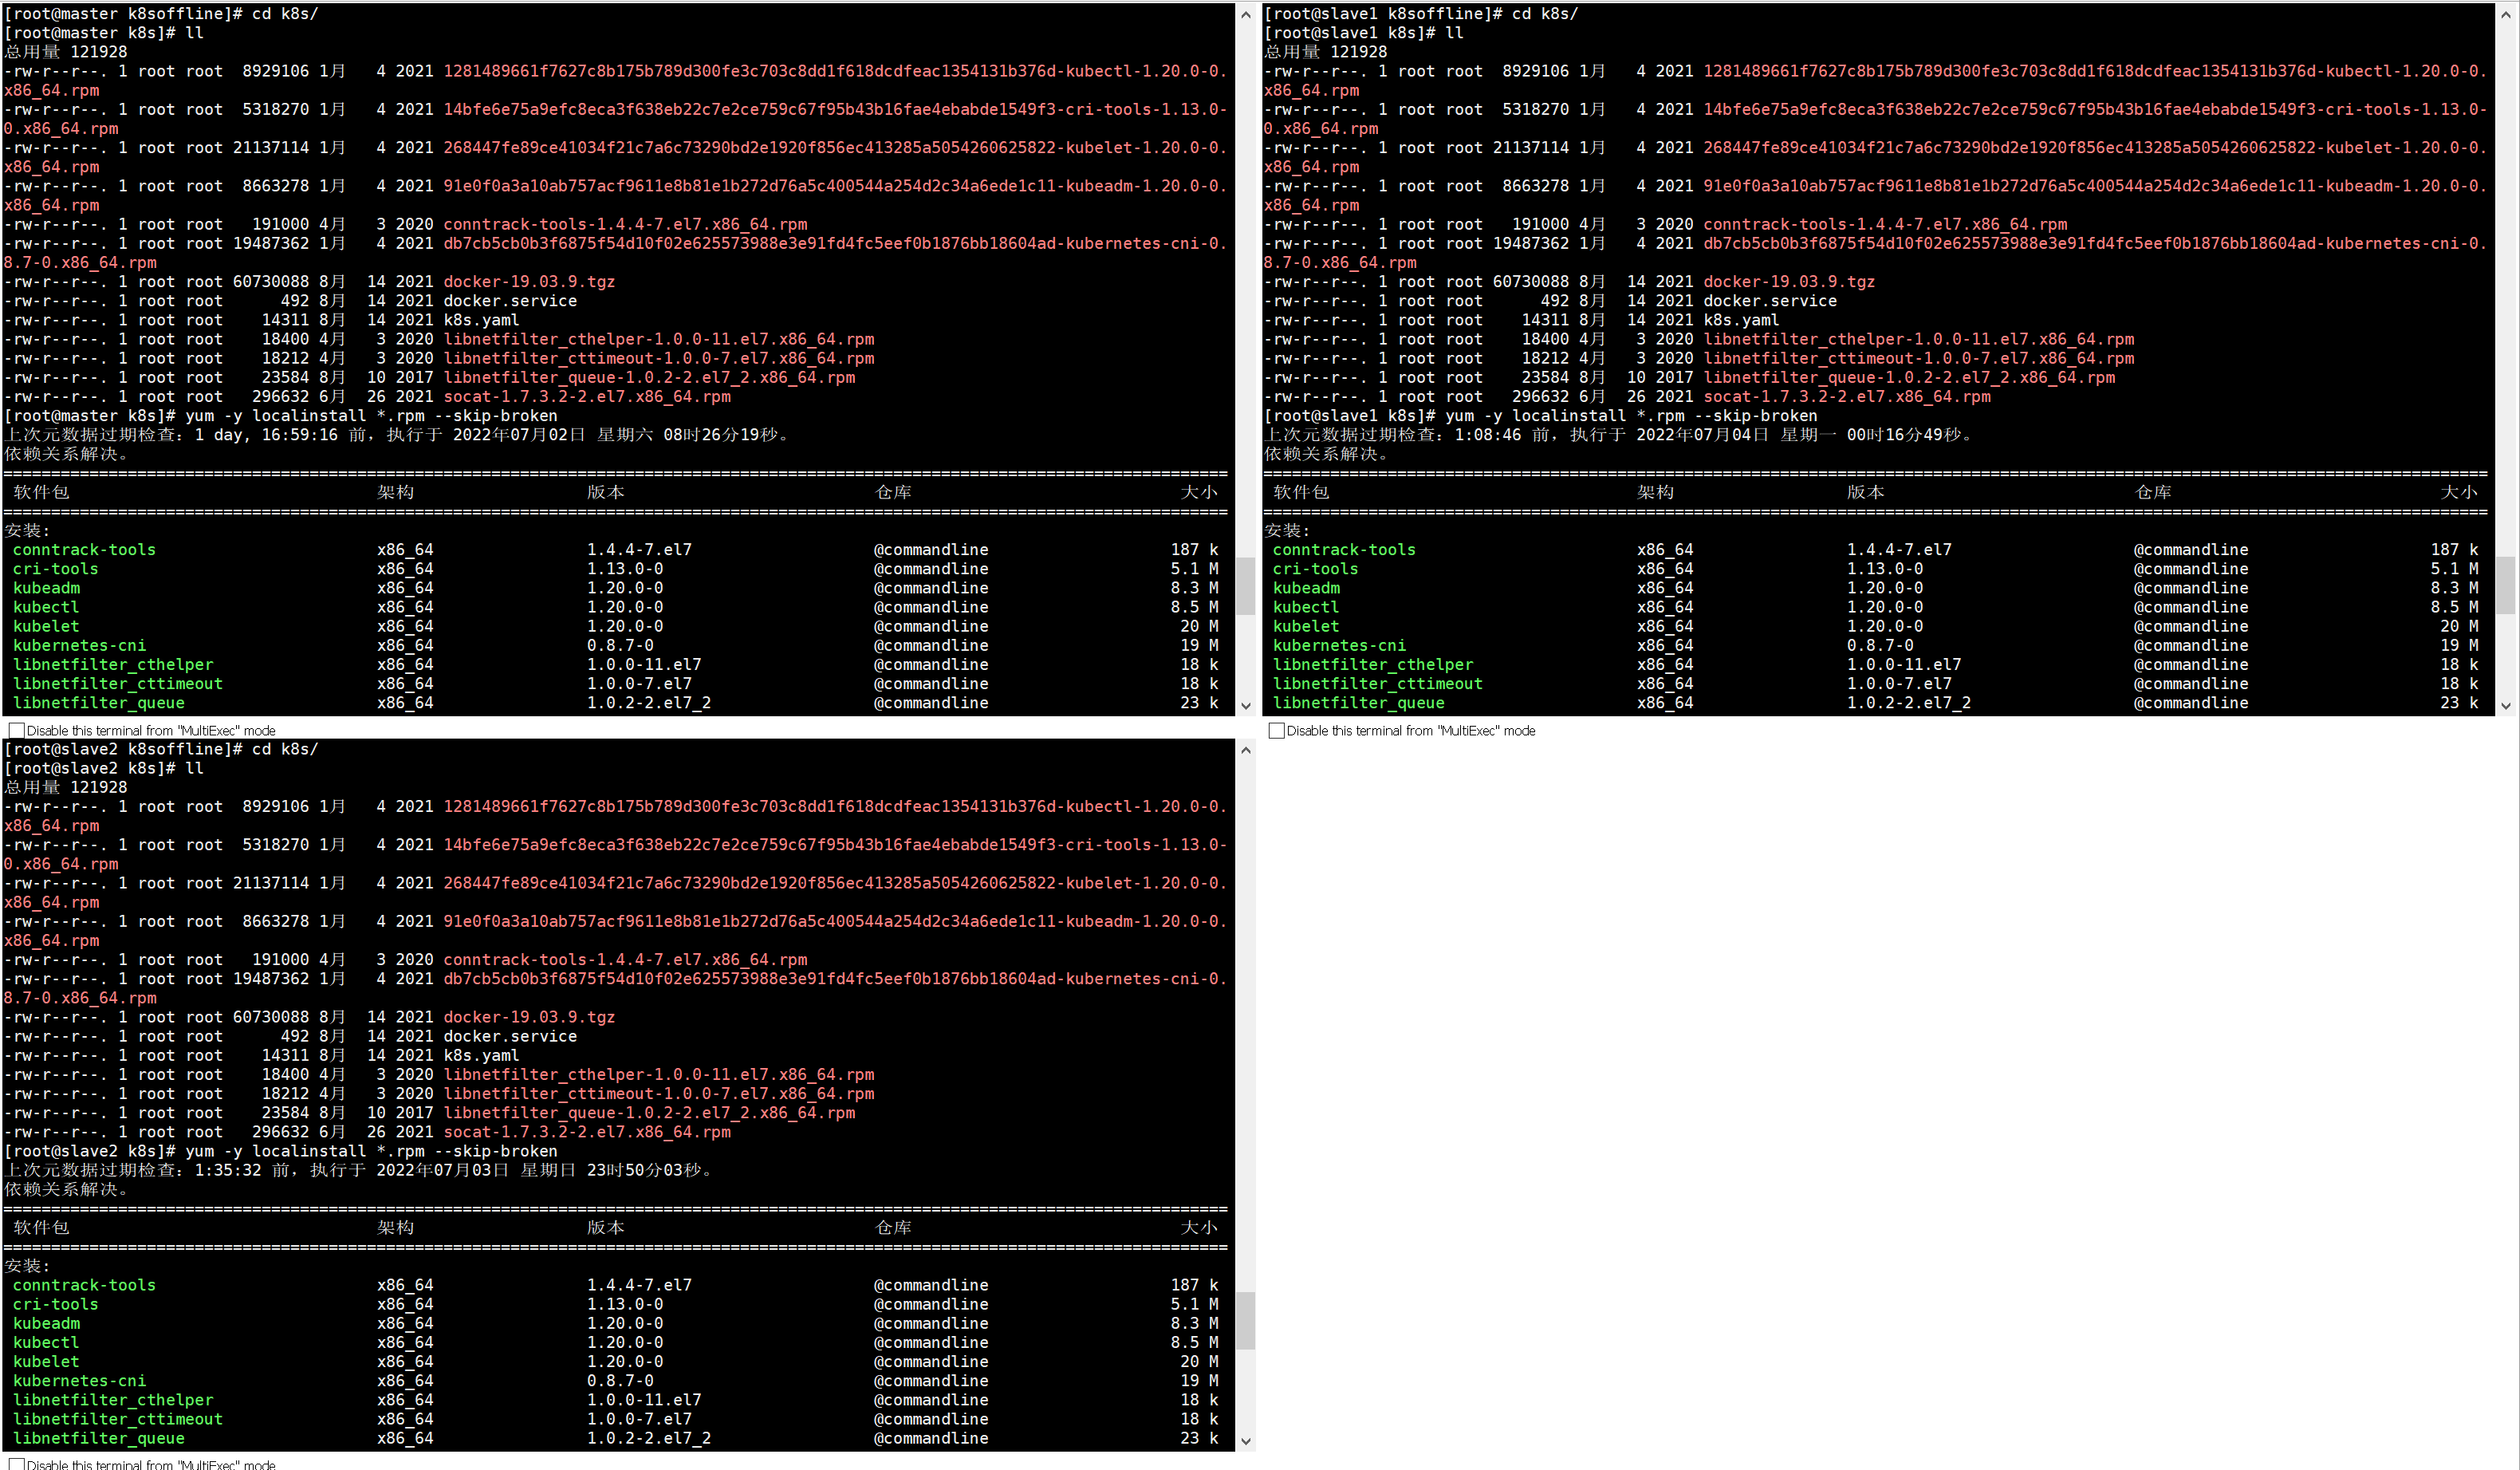 [root@master k8soffline]# cd k8s/
[root@master k8s]# ll
总用量 121928
-rw-r--r--. 1 root root  8929106 1月   4 2021 1281489661f7627c8b175b789d300fe3c703c8dd1f618dcdfeac1354131b376d-kubectl-1.20.0-0.
x86_64.rpm
-rw-r--r--. 1 root root  5318270 1月   4 2021 14bfe6e75a9efc8eca3f638eb22c7e2ce759c67f95b43b16fae4ebabde1549f3-cri-tools-1.13.0-
0.x86_64.rpm
-rw-r--r--. 1 root root 21137114 1月   4 2021 268447fe89ce41034f21c7a6c73290bd2e1920f856ec413285a5054260625822-kubelet-1.20.0-0.
x86_64.rpm
-rw-r--r--. 1 root root  8663278 1月   4 2021 91e0f0a3a10ab757acf9611e8b81e1b272d76a5c400544a254d2c34a6ede1c11-kubeadm-1.20.0-0.
x86_64.rpm
-rw-r--r--. 1 root root   191000 4月   3 2020 conntrack-tools-1.4.4-7.el7.x86_64.rpm
-rw-r--r--. 1 root root 19487362 1月   4 2021 db7cb5cb0b3f6875f54d10f02e625573988e3e91fd4fc5eef0b1876bb18604ad-kubernetes-cni-0.
8.7-0.x86_64.rpm
-rw-r--r--. 1 root root 60730088 8月  14 2021 docker-19.03.9.tgz
-rw-r--r--. 1 root root      492 8月  14 2021 docker.service
-rw-r--r--. 1 root root    14311 8月  14 2021 k8s.yaml
-rw-r--r--. 1 root root    18400 4月   3 2020 libnetfilter_cthelper-1.0.0-11.el7.x86_64.rpm
-rw-r--r--. 1 root root    18212 4月   3 2020 libnetfilter_cttimeout-1.0.0-7.el7.x86_64.rpm
-rw-r--r--. 1 root root    23584 8月  10 2017 libnetfilter_queue-1.0.2-2.el7_2.x86_64.rpm
-rw-r--r--. 1 root root   296632 6月  26 2021 socat-1.7.3.2-2.el7.x86_64.rpm
[root@master k8s]# yum -y localinstall *.rpm --skip-broken
上次元数据过期检查：1 day, 16:59:16 前，执行于 2022年07月02日 星期六 08时26分19秒。
依赖关系解决。
软件包 架构 版本 仓库 大小
安装:
conntrack-tools x86_64 1.4.4-7.el7 @commandline 187 k
cri-tools x86_64 1.13.0-0 @commandline 5.1 M
kubeadm x86_64 1.20.0-0 @commandline 8.3 M
kubectl x86_64 1.20.0-0 @commandline 8.5 M
kubelet x86_64 1.20.0-0 @commandline 20 M
kubernetes-cni x86_64 0.8.7-0 @commandline 19 M
libnetfilter_cthelper x86_64 1.0.0-11.el7 @commandline 18 k
libnetfilter_cttimeout x86_64 1.0.0-7.el7 @commandline 18 k
libnetfilter_queue x86_64 1.0.2-2.el7_2 @commandline 23 k
Disable this terminal from "MultiExec" mode
[root@slave1 k8soffline]# cd k8s/
[root@slave1 k8s]# ll
总用量 121928
-rw-r--r--. 1 root root  8929106 1月   4 2021 1281489661f7627c8b175b789d300fe3c703c8dd1f618dcdfeac1354131b376d-kubectl-1.20.0-0.
x86_64.rpm
-rw-r--r--. 1 root root  5318270 1月   4 2021 14bfe6e75a9efc8eca3f638eb22c7e2ce759c67f95b43b16fae4ebabde1549f3-cri-tools-1.13.0-
0.x86_64.rpm
-rw-r--r--. 1 root root 21137114 1月   4 2021 268447fe89ce41034f21c7a6c73290bd2e1920f856ec413285a5054260625822-kubelet-1.20.0-0.
x86_64.rpm
-rw-r--r--. 1 root root  8663278 1月   4 2021 91e0f0a3a10ab757acf9611e8b81e1b272d76a5c400544a254d2c34a6ede1c11-kubeadm-1.20.0-0.
x86_64.rpm
-rw-r--r--. 1 root root   191000 4月   3 2020 conntrack-tools-1.4.4-7.el7.x86_64.rpm
-rw-r--r--. 1 root root 19487362 1月   4 2021 db7cb5cb0b3f6875f54d10f02e625573988e3e91fd4fc5eef0b1876bb18604ad-kubernetes-cni-0.
8.7-0.x86_64.rpm
-rw-r--r--. 1 root root 60730088 8月  14 2021 docker-19.03.9.tgz
-rw-r--r--. 1 root root      492 8月  14 2021 docker.service
-rw-r--r--. 1 root root    14311 8月  14 2021 k8s.yaml
-rw-r--r--. 1 root root    18400 4月   3 2020 libnetfilter_cthelper-1.0.0-11.el7.x86_64.rpm
-rw-r--r--. 1 root root    18212 4月   3 2020 libnetfilter_cttimeout-1.0.0-7.el7.x86_64.rpm
-rw-r--r--. 1 root root    23584 8月  10 2017 libnetfilter_queue-1.0.2-2.el7_2.x86_64.rpm
-rw-r--r--. 1 root root   296632 6月  26 2021 socat-1.7.3.2-2.el7.x86_64.rpm
[root@slave1 k8s]# yum -y localinstall *.rpm --skip-broken
上次元数据过期检查：1:08:46 前，执行于 2022年07月04日 星期一 00时16分49秒。
依赖关系解决。
软件包 架构 版本 仓库 大小
安装:
conntrack-tools x86_64 1.4.4-7.el7 @commandline 187 k
cri-tools x86_64 1.13.0-0 @commandline 5.1 M
kubeadm x86_64 1.20.0-0 @commandline 8.3 M
kubectl x86_64 1.20.0-0 @commandline 8.5 M
kubelet x86_64 1.20.0-0 @commandline 20 M
kubernetes-cni x86_64 0.8.7-0 @commandline 19 M
libnetfilter_cthelper x86_64 1.0.0-11.el7 @commandline 18 k
libnetfilter_cttimeout x86_64 1.0.0-7.el7 @commandline 18 k
libnetfilter_queue x86_64 1.0.2-2.el7_2 @commandline 23 k
Disable this terminal from "MultiExec" mode
[root@slave2 k8soffline]# cd k8s/
[root@slave2 k8s]# ll
总用量 121928
-rw-r--r--. 1 root root  8929106 1月   4 2021 1281489661f7627c8b175b789d300fe3c703c8dd1f618dcdfeac1354131b376d-kubectl-1.20.0-0.
x86_64.rpm
-rw-r--r--. 1 root root  5318270 1月   4 2021 14bfe6e75a9efc8eca3f638eb22c7e2ce759c67f95b43b16fae4ebabde1549f3-cri-tools-1.13.0-
0.x86_64.rpm
-rw-r--r--. 1 root root 21137114 1月   4 2021 268447fe89ce41034f21c7a6c73290bd2e1920f856ec413285a5054260625822-kubelet-1.20.0-0.
x86_64.rpm
-rw-r--r--. 1 root root  8663278 1月   4 2021 91e0f0a3a10ab757acf9611e8b81e1b272d76a5c400544a254d2c34a6ede1c11-kubeadm-1.20.0-0.
x86_64.rpm
-rw-r--r--. 1 root root   191000 4月   3 2020 conntrack-tools-1.4.4-7.el7.x86_64.rpm
-rw-r--r--. 1 root root 19487362 1月   4 2021 db7cb5cb0b3f6875f54d10f02e625573988e3e91fd4fc5eef0b1876bb18604ad-kubernetes-cni-0.
8.7-0.x86_64.rpm
-rw-r--r--. 1 root root 60730088 8月  14 2021 docker-19.03.9.tgz
-rw-r--r--. 1 root root      492 8月  14 2021 docker.service
-rw-r--r--. 1 root root    14311 8月  14 2021 k8s.yaml
-rw-r--r--. 1 root root    18400 4月   3 2020 libnetfilter_cthelper-1.0.0-11.el7.x86_64.rpm
-rw-r--r--. 1 root root    18212 4月   3 2020 libnetfilter_cttimeout-1.0.0-7.el7.x86_64.rpm
-rw-r--r--. 1 root root    23584 8月  10 2017 libnetfilter_queue-1.0.2-2.el7_2.x86_64.rpm
-rw-r--r--. 1 root root   296632 6月  26 2021 socat-1.7.3.2-2.el7.x86_64.rpm
[root@slave2 k8s]# yum -y localinstall *.rpm --skip-broken
上次元数据过期检查：1:35:32 前，执行于 2022年07月03日 星期日 23时50分03秒。
依赖关系解决。
软件包 架构 版本 仓库 大小
安装:
conntrack-tools x86_64 1.4.4-7.el7 @commandline 187 k
cri-tools x86_64 1.13.0-0 @commandline 5.1 M
kubeadm x86_64 1.20.0-0 @commandline 8.3 M
kubectl x86_64 1.20.0-0 @commandline 8.5 M
kubelet x86_64 1.20.0-0 @commandline 20 M
kubernetes-cni x86_64 0.8.7-0 @commandline 19 M
libnetfilter_cthelper x86_64 1.0.0-11.el7 @commandline 18 k
libnetfilter_cttimeout x86_64 1.0.0-7.el7 @commandline 18 k
libnetfilter_queue x86_64 1.0.2-2.el7_2 @commandline 23 k
Disable this terminal from "MultiExec" mode